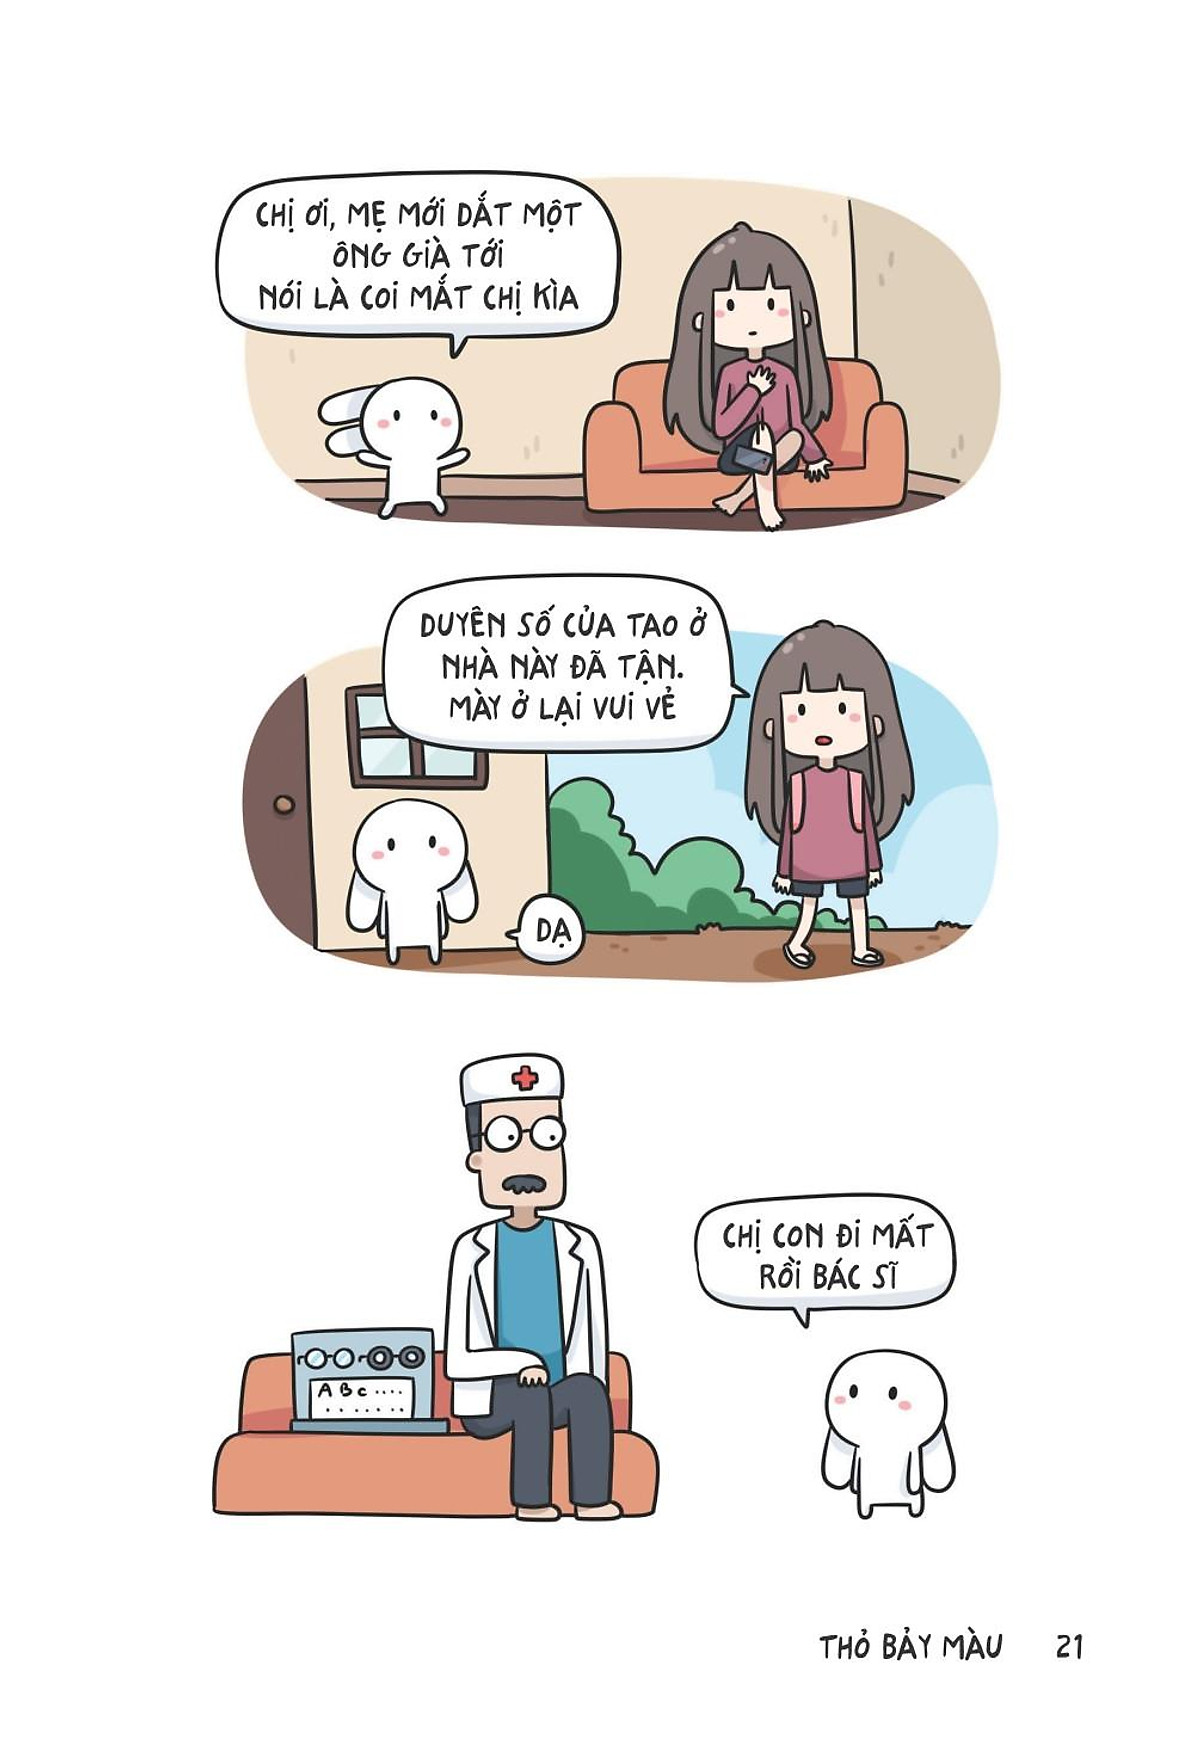 CHỊ ƠI, MẸ MỚI DẮT MỘT
ÔNG GIÀ TỚI
NÓI LÀ COI MẮT CHỊ KÌA
DUYÊN SỐ CỦA TAO Ở
NHÀ NÀY ĐÃ TẬN.
MÀY Ở LẠI VUI VẺ
DẠ
CHỊ CON ĐI MẤT
RỒI BÁC SĨ
ABC ....
THỎ BẢY MÀU 21